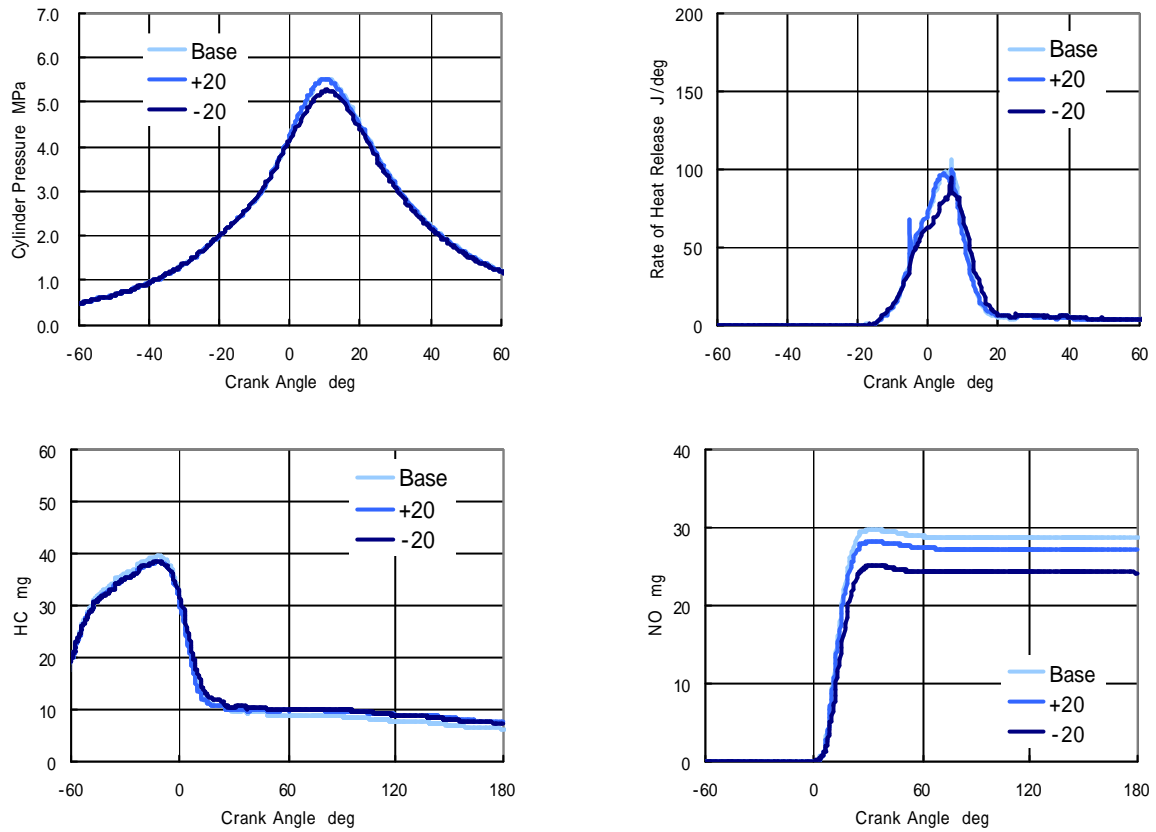 7.0
6.0
5.0
4.0
3.0
2.0
1.0
0.0
Cylinder Pressure MPa
Base
+20
-20
-60 -40 -20 0 20 40 60
Crank Angle deg
200
150
100
50
0
Rate of Heat Release J/deg
Base
+20
-20
-60 -40 -20 0 20 40 60
Crank Angle deg
60
50
40
30
20
10
0
HC mg
Base
+20
-20
-60 0 60 120 180
Crank Angle deg
40
30
20
10
0
NO mg
Base
+20
-20
-60 0 60 120 180
Crank Angle deg